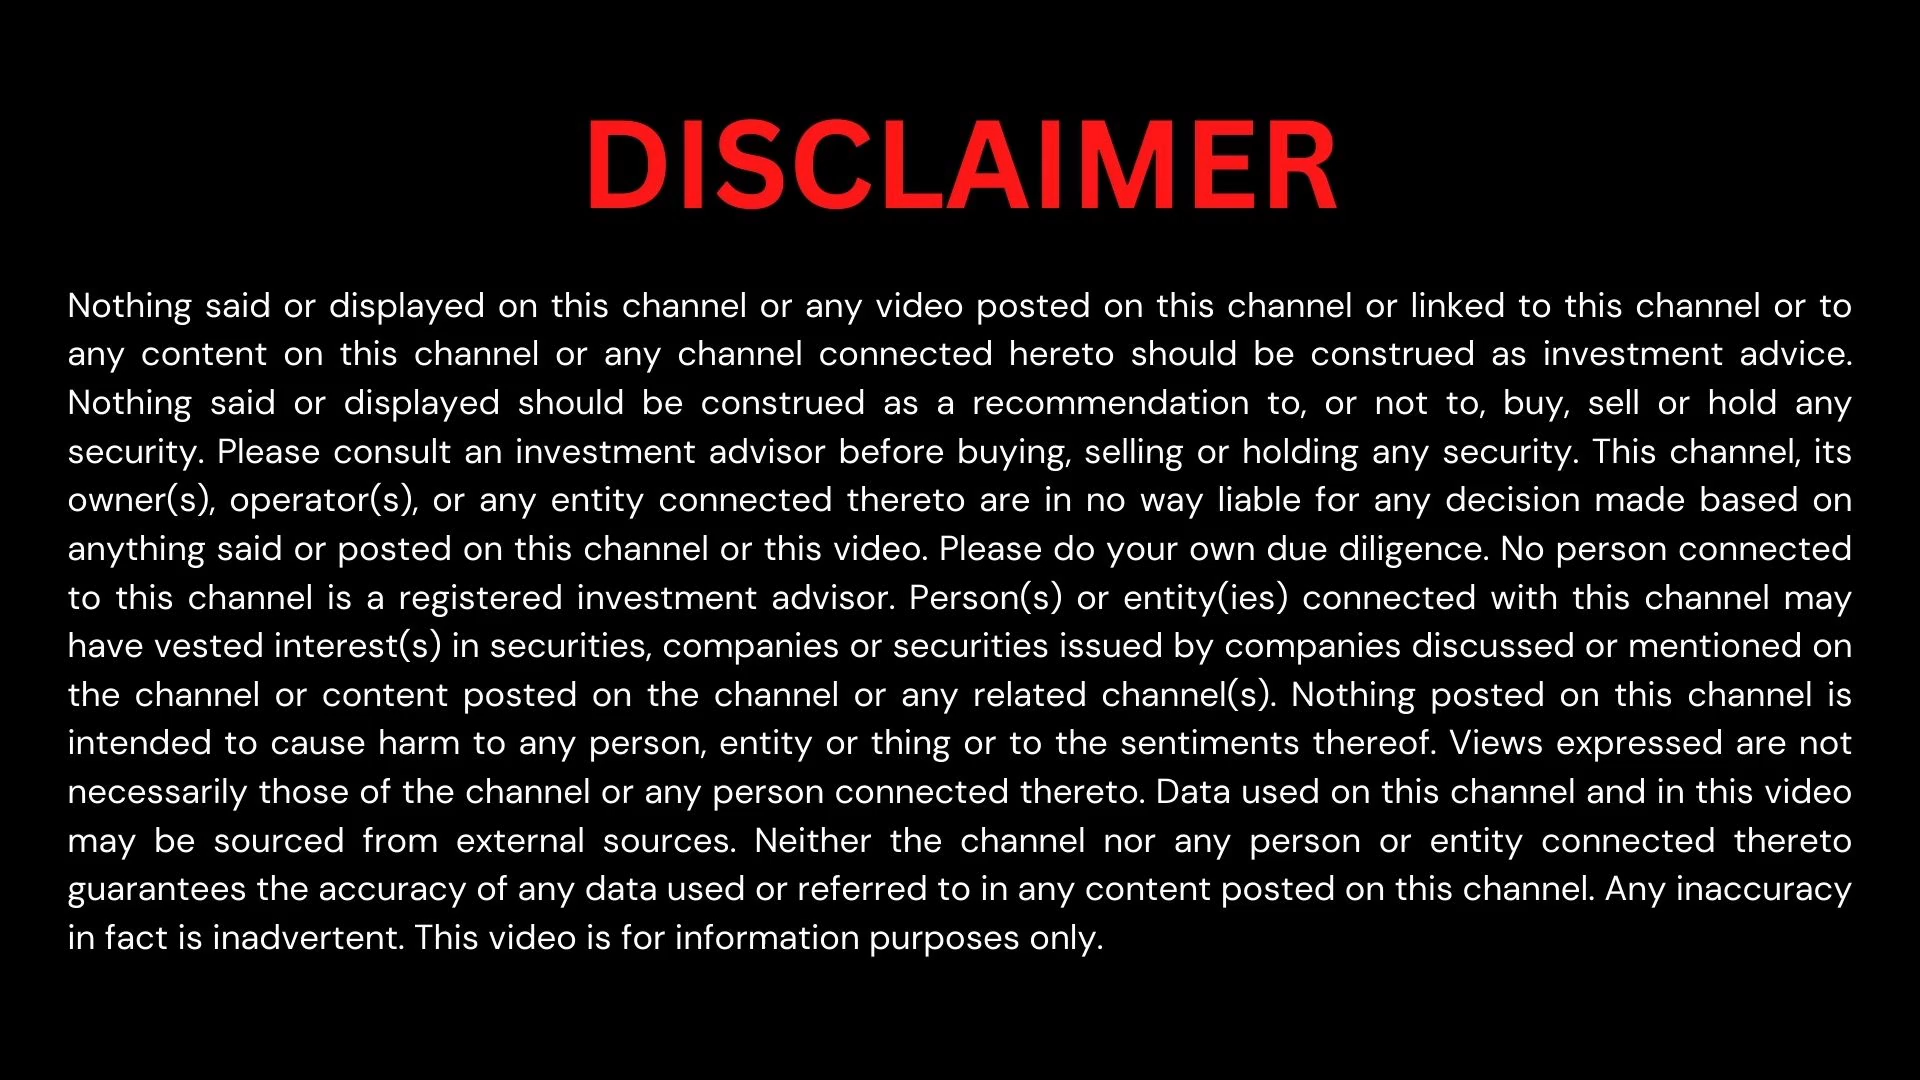 DISCLAIMER
Nothing said or displayed on this channel or any video posted on this channel or linked to this channel or to
any content on this channel or any channel connected hereto should be construed as investment advice.
Nothing said or displayed should be construed as a recommendation to, or not to, buy, sell or hold any
security. Please consult an investment advisor before buying, selling or holding any security. This channel, its
owner(s), operator(s), or any entity connected thereto are in no way liable for any decision made based on
anything said or posted on this channel or this video. Please do your own due diligence. No person connected
to this channel is a registered investment advisor. Person(s) or entity(ies) connected with this channel may
have vested interest(s) in securities, companies or securities issued by companies discussed or mentioned on
the channel or content posted on the channel or any related channel(s). Nothing posted on this channel is
intended to cause harm to any person, entity or thing or to the sentiments thereof. Views expressed are not
necessarily those of the channel or any person connected thereto. Data used on this channel and in this video
may be sourced from external sources. Neither the channel nor any person or entity connected thereto
guarantees the accuracy of any data used or referred to in any content posted on this channel. Any inaccuracy
in fact is inadvertent. This video is for information purposes only.